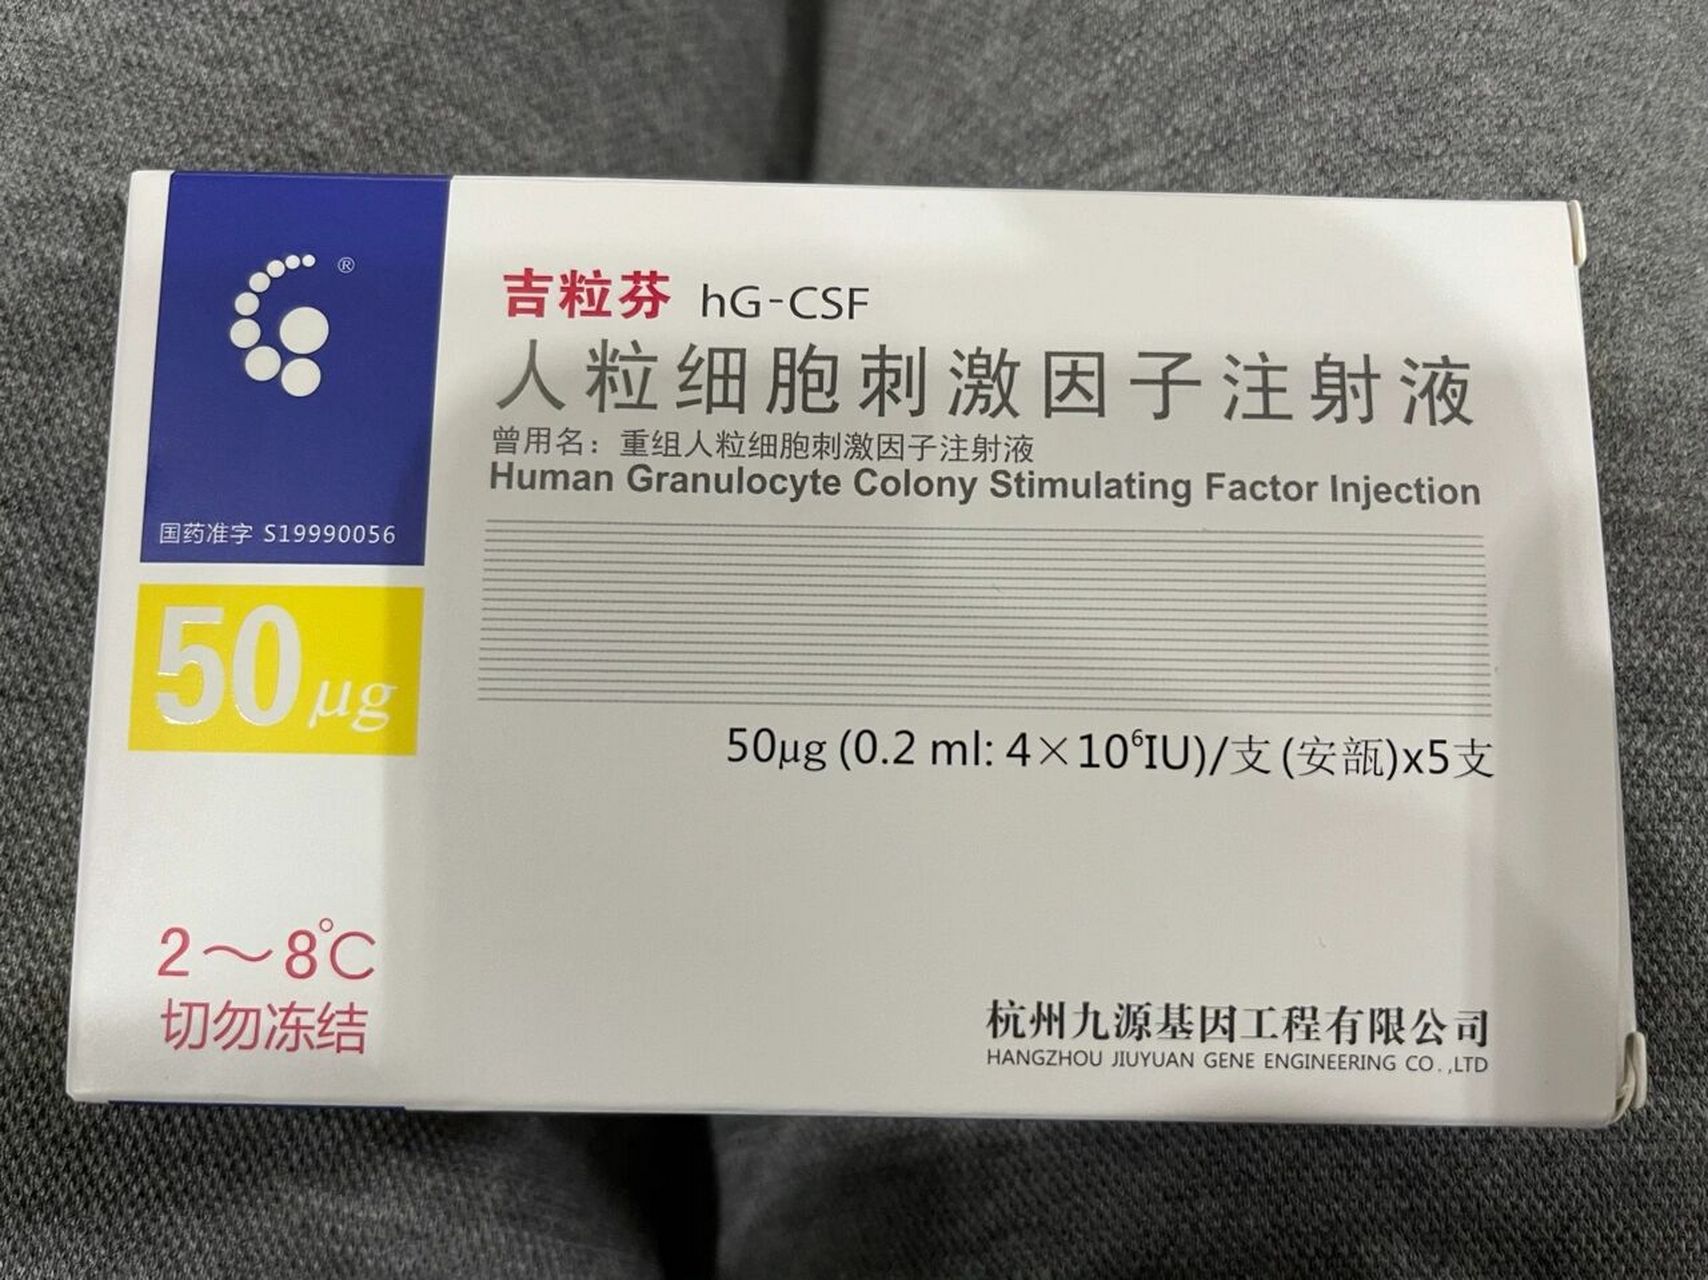 ®
吉粒芬 hG-CSF
人粒细胞刺激因子注射液
曾用名：重组人粒细胞刺激因子注射液
Human Granulocyte Colony Stimulating Factor Injection
国药准字 S19990056
50 μg
50μg (0.2 ml: 4×10⁶IU)/支 (安瓿)x5支
2～8℃
切勿冻结
杭州九源基因工程有限公司
HANGZHOU JIUYUAN GENE ENGINEERING CO.,LTD